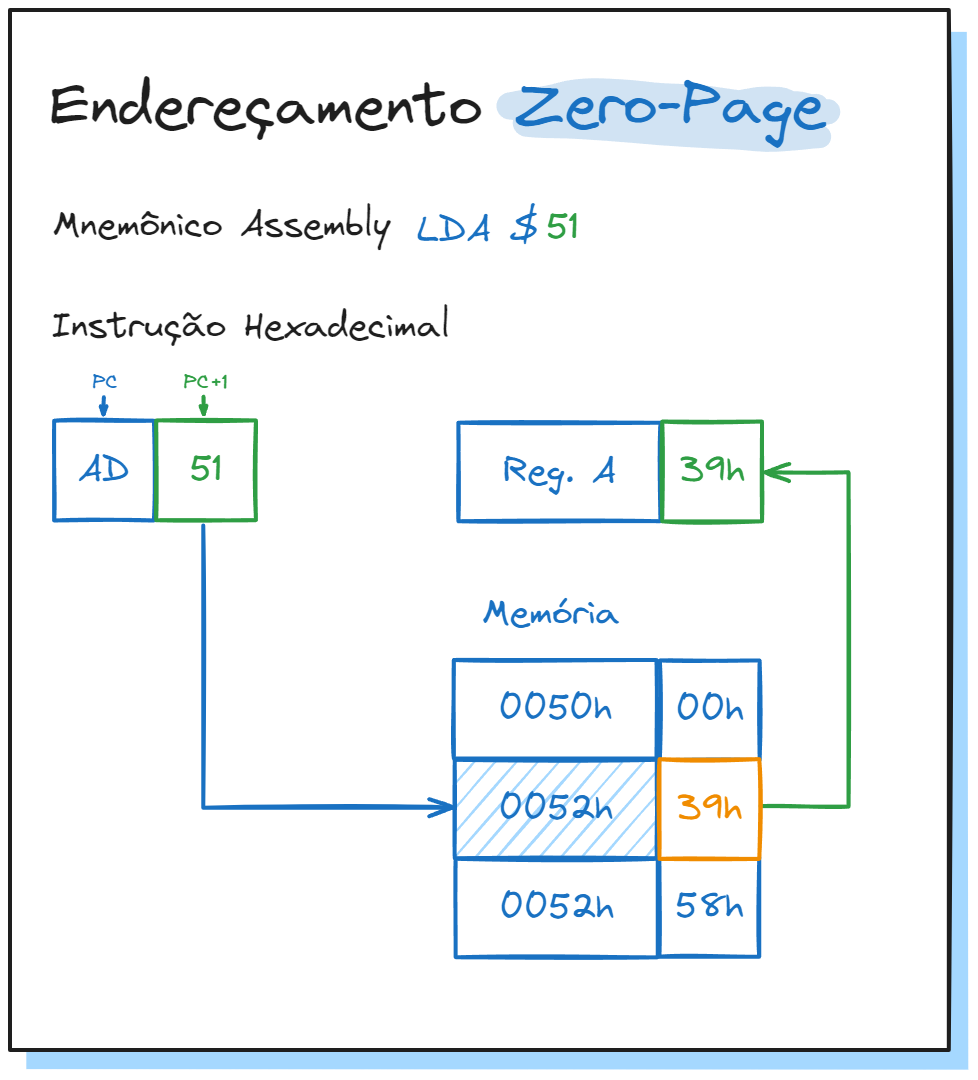 Endereçamento Zero-Page
Mnemônico Assembly LDA $51
Instrução Hexadecimal
PC PC+1
AD 51
Reg. A 39h
Memória
0050h 00h
0052h 39h
0052h 58h